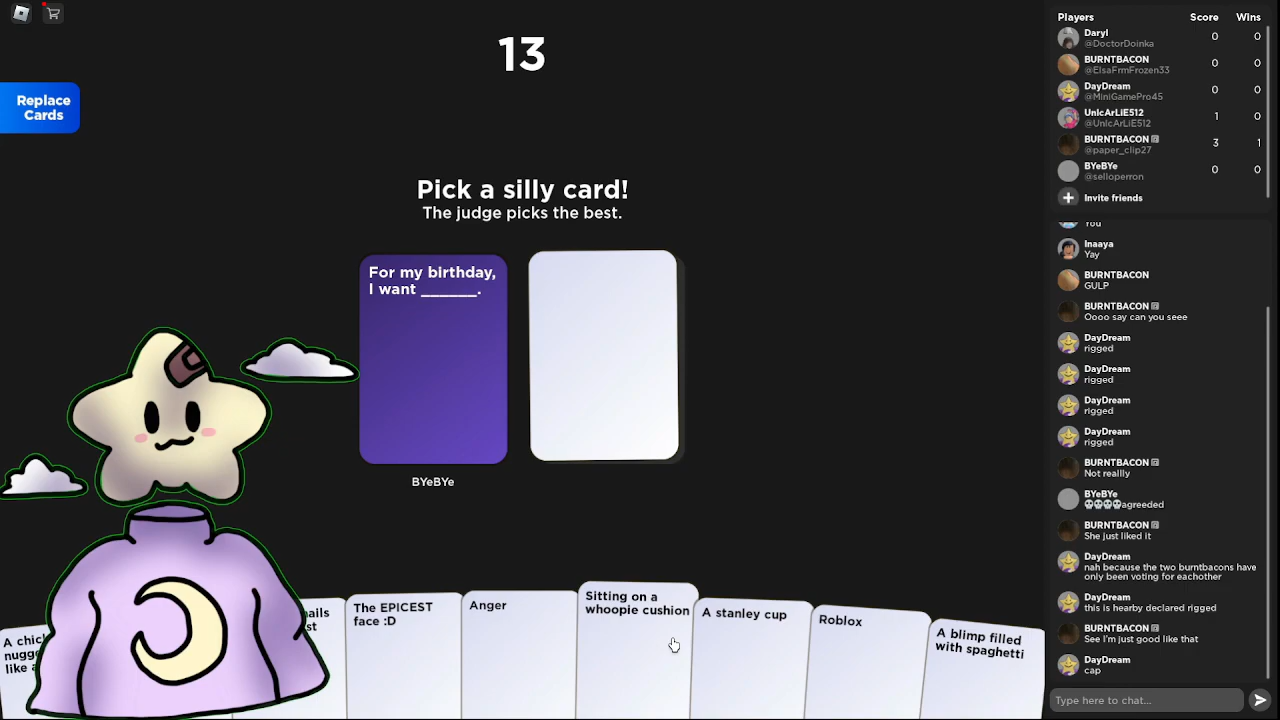 13
Replace
Cards
Pick a silly card!
The judge picks the best.
For my birthday,
I want ______.
BYeBYe
The EPICEST
face :D
Anger
Sitting on a
whoopie cushion
A stanley cup
Roblox
A blimp filled
with spaghetti
Players Score Wins
Daryl
@DoctorDoinka 0 0
BURNTBACON
@ElsaFrmFrozen33 0 0
DayDream
@MiniGamePro45 0 0
UnIcArLiE512
@UnIcArLiE512 1 0
BURNTBACON
@paper_clip27 3 1
BYeBYe
@selloperron 0 0
+ Invite friends
You
Inaaya
Yay
BURNTBACON
GULP
BURNTBACON
Oooo say can you seee
DayDream
rigged
DayDream
rigged
DayDream
rigged
DayDream
rigged
BURNTBACON
Not reallly
BYeBYe
💀💀💀💀agreeded
BURNTBACON
She just liked it
DayDream
nah because the two burntbacons have
only been voting for eachother
DayDream
this is hearby declared rigged
BURNTBACON
See I'm just good like that
DayDream
cap
Type here to chat...